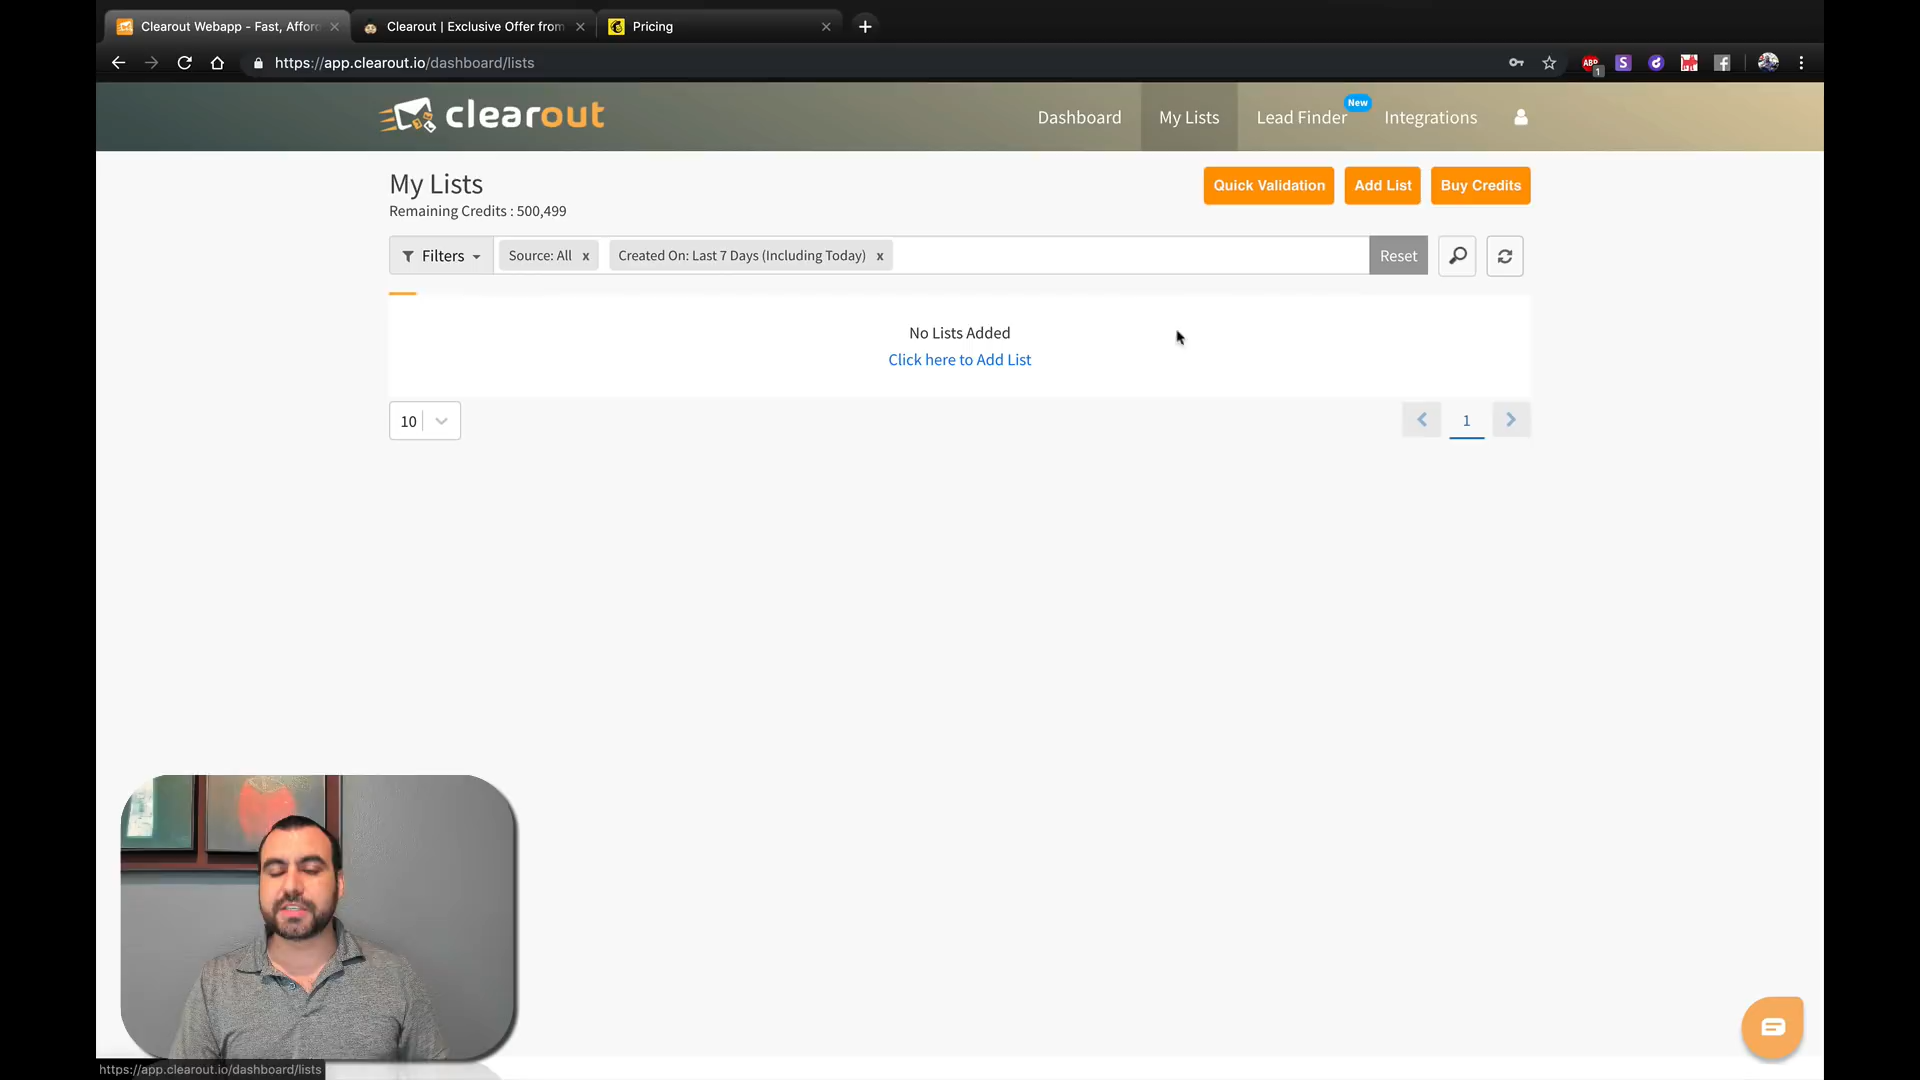 Clearout Webapp - Fast, Affor
Clearout | Exclusive Offer from
Pricing
https://app.clearout.io/dashboard/lists
ABP
1
S
clearout
Dashboard
My Lists
Lead Finder
New
Integrations
My Lists
Remaining Credits : 500,499
Quick Validation
Add List
Buy Credits
Filters
Source: All x
Created On: Last 7 Days (Including Today) x
Reset
No Lists Added
Click here to Add List
10
1
https://app.clearout.io/dashboard/lists